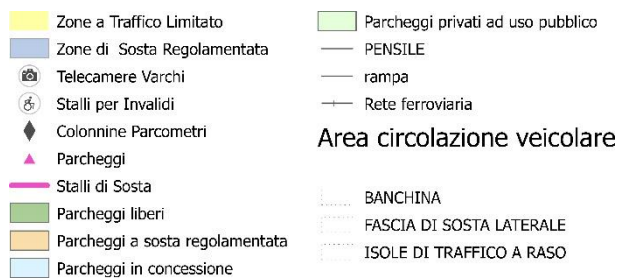 Zone a Traffico Limitato
Zone di Sosta Regolamentata
Telecamere Varchi
Stalli per Invalidi
Colonnine Parcometri
Parcheggi
Stalli di Sosta
Parcheggi liberi
Parcheggi a sosta regolamentata
Parcheggi in concessione
Parcheggi privati ad uso pubblico
PENSILE
rampa
Rete ferroviaria
Area circolazione veicolare
BANCHINA
FASCIA DI SOSTA LATERALE
ISOLE DI TRAFFICO A RASO